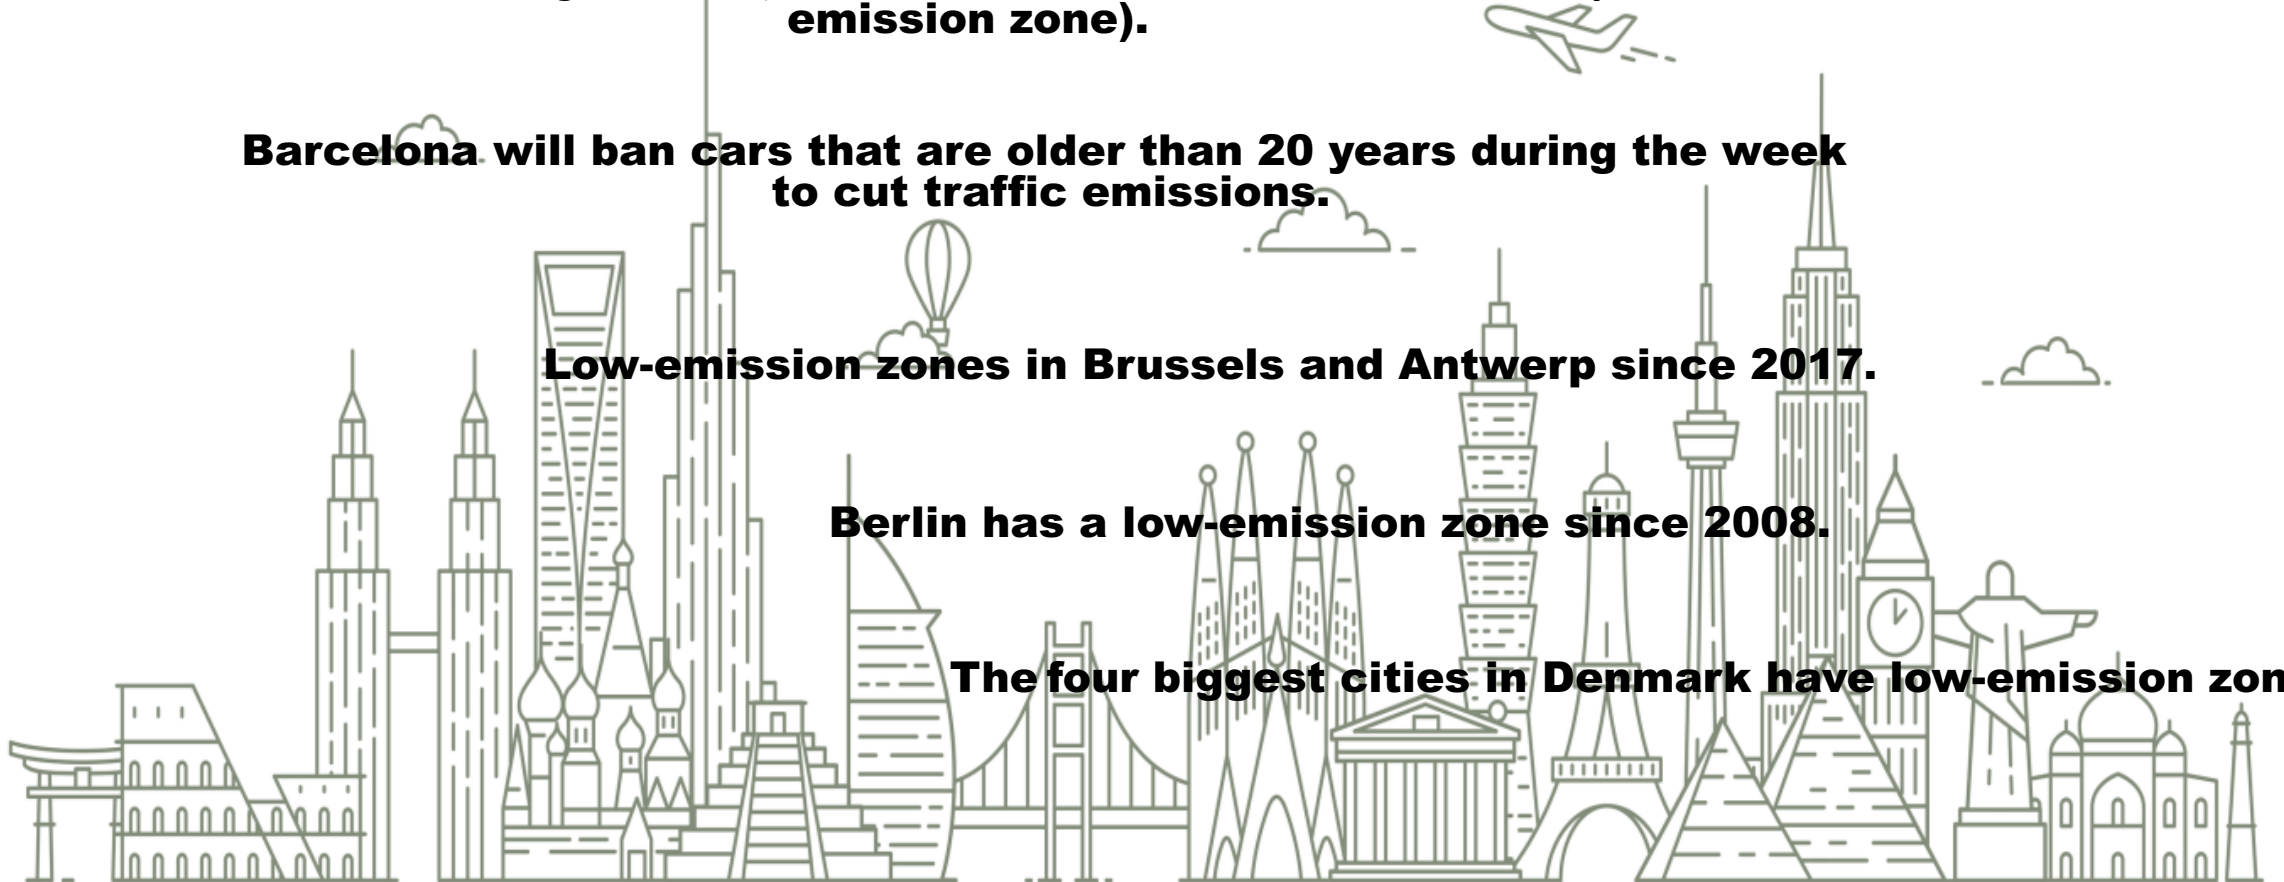 emission zone).
Barcelona will ban cars that are older than 20 years during the week
to cut traffic emissions.
Low-emission zones in Brussels and Antwerp since 2017.
Berlin has a low-emission zone since 2008.
The four biggest cities in Denmark have low-emission